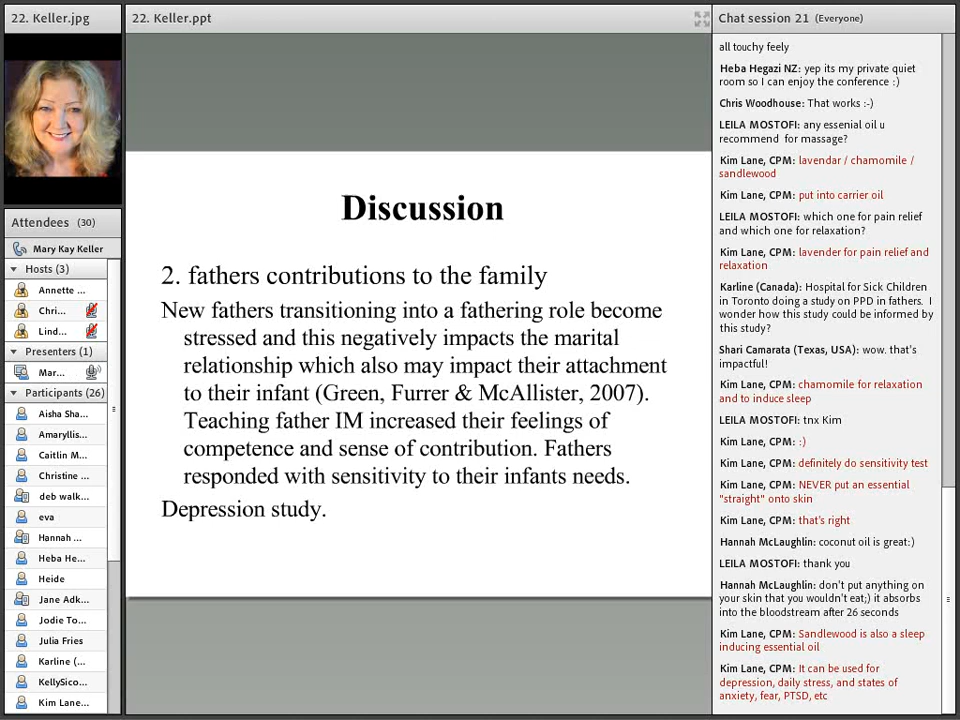 22. Keller.jpg
Attendees (30)
Mary Kay Keller
Hosts (3)
Annette ...
Chri...
Lind...
Presenters (1)
Mar...
Participants (26)
Aisha Sha...
Amaryllis...
Caitlin M...
Christine ...
deb walk...
eva
Hannah ...
Heba He...
Heide
Jane Adk...
Jodie To...
Julia Fries
Karline (...
KellySico...
Kim Lane...
22. Keller.ppt
Discussion
2. fathers contributions to the family
New fathers transitioning into a fathering role become
stressed and this negatively impacts the marital
relationship which also may impact their attachment
to their infant (Green, Furrer & McAllister, 2007).
Teaching father IM increased their feelings of
competence and sense of contribution. Fathers
responded with sensitivity to their infants needs.
Depression study.
Chat session 21 (Everyone)
all touchy feely
Heba Hegazi NZ: yep its my private quiet
room so I can enjoy the conference :)
Chris Woodhouse: That works :-)
LEILA MOSTOFI: any essenial oil u
recommend for massage?
Kim Lane, CPM: lavendar / chamomile /
sandlewood
Kim Lane, CPM: put into carrier oil
LEILA MOSTOFI: which one for pain relief
and which one for relaxation?
Kim Lane, CPM: lavender for pain relief and
relaxation
Karline (Canada): Hospital for Sick Children
in Toronto doing a study on PPD in fathers. I
wonder how this study could be informed by
this study?
Shari Camarata (Texas, USA): wow. that's
impactful!
Kim Lane, CPM: chamomile for relaxation
and to induce sleep
LEILA MOSTOFI: tnx Kim
Kim Lane, CPM: :)
Kim Lane, CPM: definitely do sensitivity test
Kim Lane, CPM: NEVER put an essential
"straight" onto skin
Kim Lane, CPM: that's right
Hannah McLaughlin: coconut oil is great:)
LEILA MOSTOFI: thank you
Hannah McLaughlin: don't put anything on
your skin that you wouldn't eat;) it absorbs
into the bloodstream after 26 seconds
Kim Lane, CPM: Sandlewood is also a sleep
inducing essential oil
Kim Lane, CPM: It can be used for
depression, daily stress, and states of
anxiety, fear, PTSD, etc